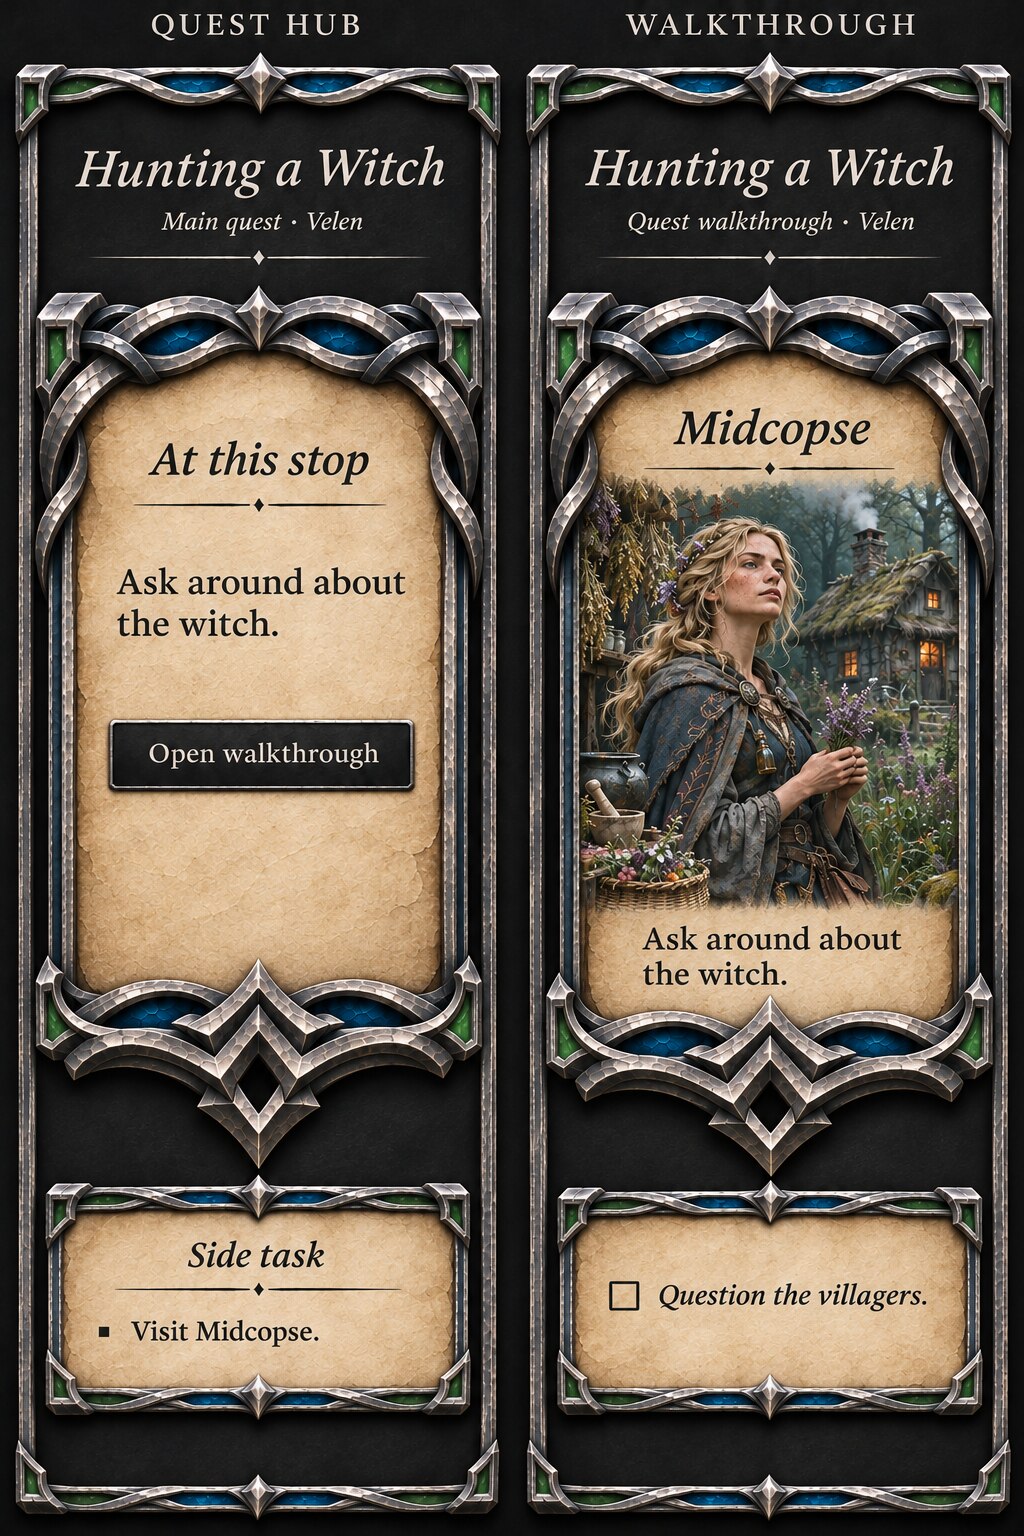 QUEST HUB
Hunting a Witch
Main quest · Velen
At this stop
Ask around about
the witch.
Open walkthrough
Side task
▪ Visit Midcopse.
WALKTHROUGH
Hunting a Witch
Quest walkthrough · Velen
Midcopse
Ask around about
the witch.
Question the villagers.